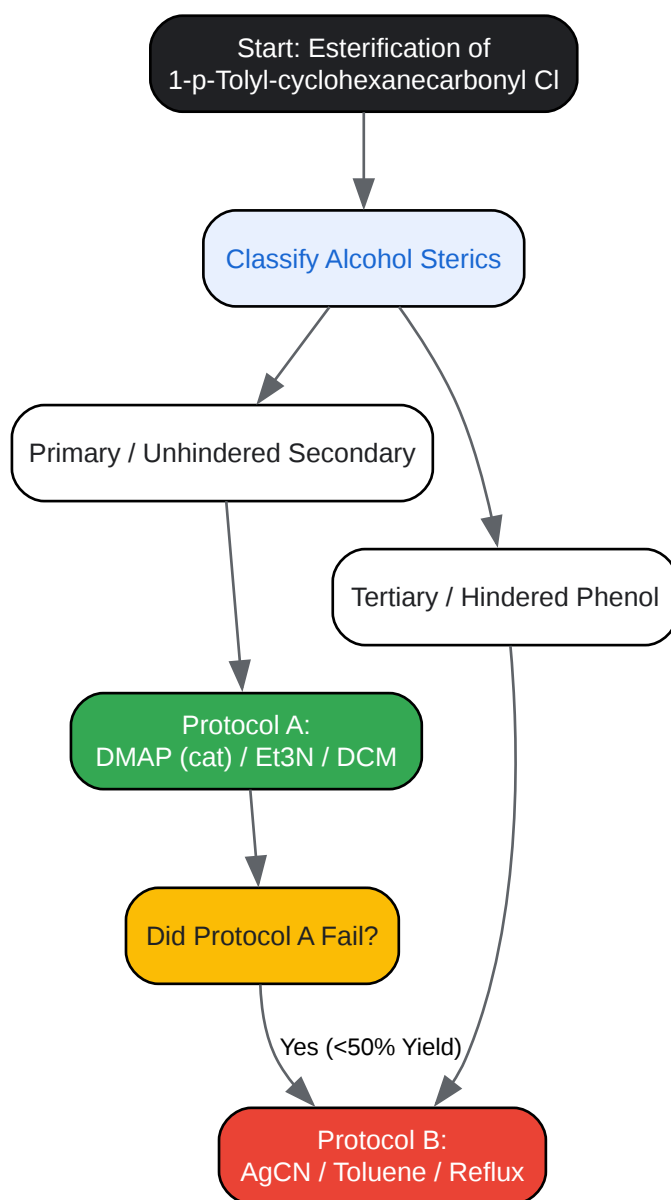 Start: Esterification of
1-p-Tolyl-cyclohexanecarbonyl Cl
Classify Alcohol Sterics
Primary / Unhindered Secondary
Tertiary / Hindered Phenol
Protocol A:
DMAP (cat) / Et3N / DCM
Did Protocol A Fail?
Yes (<50% Yield)
Protocol B:
AgCN / Toluene / Reflux